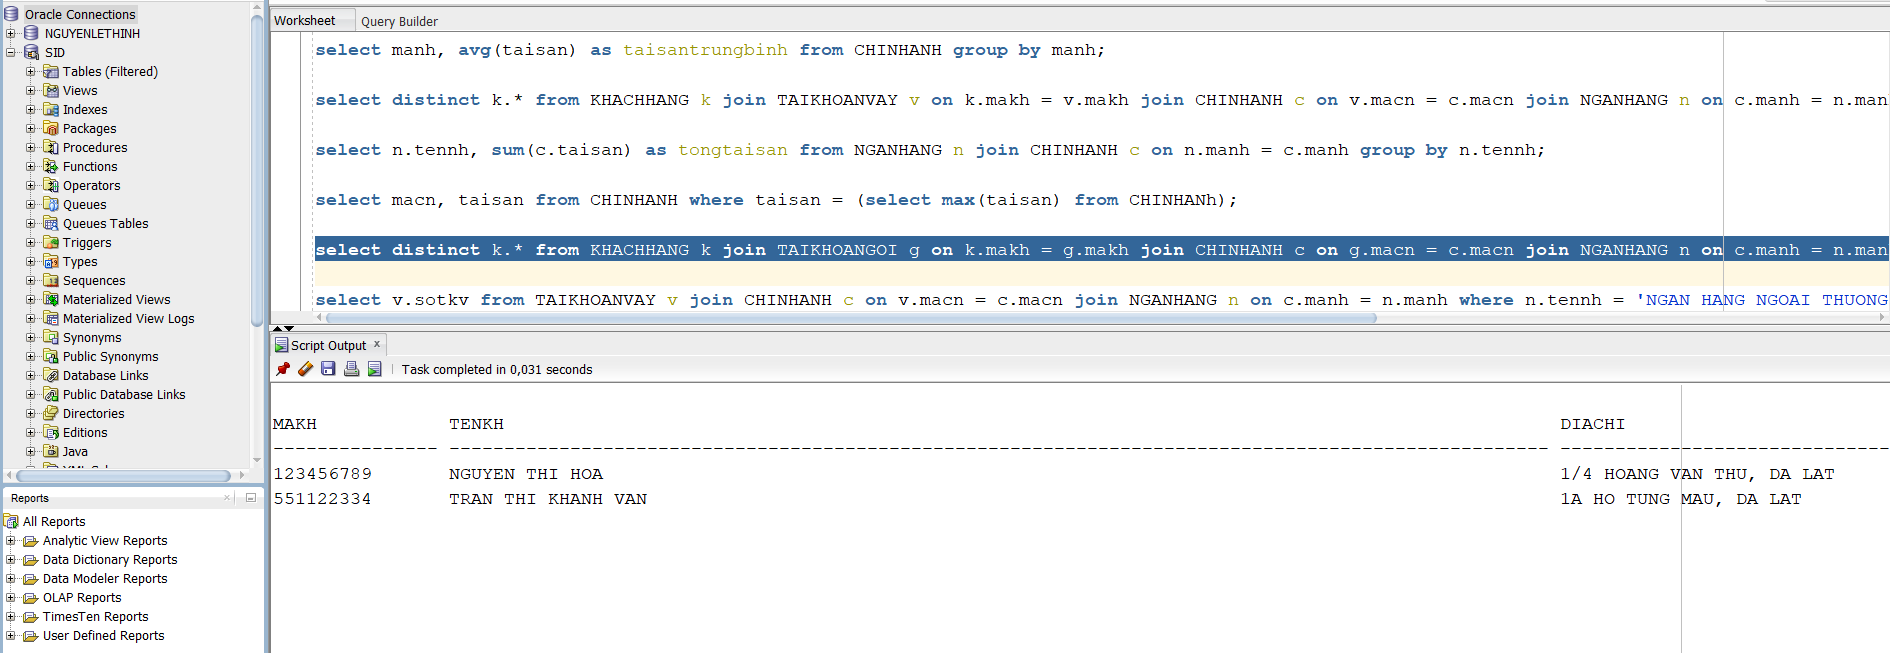 Oracle Connections
NGUYENLETHINH
SID
Tables (Filtered)
Views
Indexes
Packages
Procedures
Functions
Operators
Queues
Queues Tables
Triggers
Types
Sequences
Materialized Views
Materialized View Logs
Synonyms
Public Synonyms
Database Links
Public Database Links
Directories
Editions
Java
Reports
All Reports
Analytic View Reports
Data Dictionary Reports
Data Modeler Reports
OLAP Reports
TimesTen Reports
User Defined Reports
Worksheet Query Builder
select manh, avg(taisan) as taisantrungbinh from CHINHANH group by manh;
select distinct k.* from KHACHHANG k join TAIKHOANVAY v on k.makh = v.makh join CHINHANH c on v.macn = c.macn join NGANHANG n on c.manh = n.man
select n.tennh, sum(c.taisan) as tongtaisan from NGANHANG n join CHINHANH c on n.manh = c.manh group by n.tennh;
select macn, taisan from CHINHANH where taisan = (select max(taisan) from CHINHANh);
select distinct k.* from KHACHHANG k join TAIKHOANGOI g on k.makh = g.makh join CHINHANH c on g.macn = c.macn join NGANHANG n on c.manh = n.man
select v.sotkv from TAIKHOANVAY v join CHINHANH c on v.macn = c.macn join NGANHANG n on c.manh = n.manh where n.tennh = 'NGAN HANG NGOAI THUONG
Script Output x
Task completed in 0,031 seconds
MAKH TENKH DIACHI
123456789 NGUYEN THI HOA 1/4 HOANG VAN THU, DA LAT
551122334 TRAN THI KHANH VAN 1A HO TUNG MAU, DA LAT